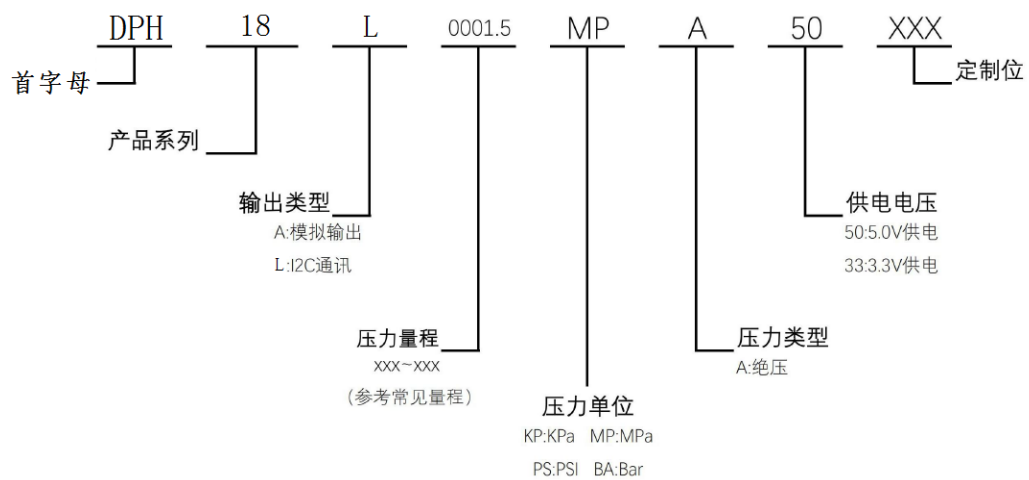 DPH 18 L 0001.5 MP A 50 XXX
首字母
定制位
产品系列
输出类型
A:模拟输出
L:I2C通讯
供电电压
50:5.0V供电
33:3.3V供电
压力量程
xxx~xxx
(参考常见量程)
压力类型
A:绝压
压力单位
KP:KPa MP:MPa
PS:PSI BA:Bar